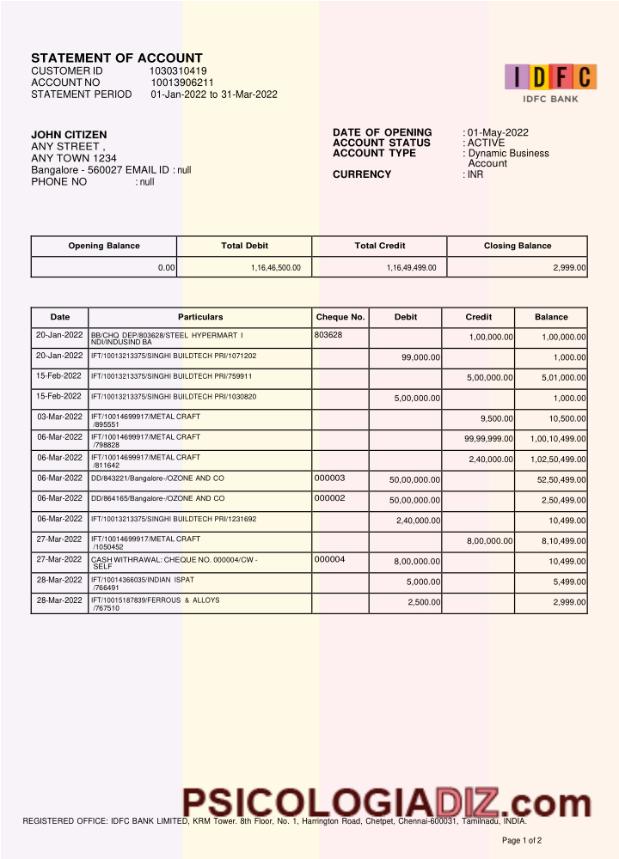 STATEMENT OF ACCOUNT
CUSTOMER ID 1030310419
ACCOUNT NO 10013906211
STATEMENT PERIOD 01-Jan-2022 to 31-Mar-2022
IDFC
IDFC BANK
JOHN CITIZEN
ANY STREET ,
ANY TOWN 1234
Bangalore - 560027 EMAIL ID : null
PHONE NO : null
DATE OF OPENING : 01-May-2022
ACCOUNT STATUS : ACTIVE
ACCOUNT TYPE : Dynamic Business
Account
CURRENCY : INR
Opening Balance Total Debit Total Credit Closing Balance
0.00 1,16,46,500.00 1,16,49,499.00 2,999.00
Date Particulars Cheque No. Debit Credit Balance
20-Jan-2022 BB/CHQ DEP/803628/STEEL HYPERMART I 803628 1,00,000.00 1,00,000.00
NDI/INDUSIND BA
20-Jan-2022 IFT/10013213375/SINGHI BUILDTECH PRI/1071202 99,000.00 1,000.00
15-Feb-2022 IFT/10013213375/SINGHI BUILDTECH PRI/759911 5,00,000.00 5,01,000.00
15-Feb-2022 IFT/10013213375/SINGHI BUILDTECH PRI/1030820 5,00,000.00 1,000.00
03-Mar-2022 IFT/10014699917/METAL CRAFT 9,500.00 10,500.00
/895551
06-Mar-2022 IFT/10014699917/METAL CRAFT 99,99,999.00 1,00,10,499.00
/798828
06-Mar-2022 IFT/10014699917/METAL CRAFT 2,40,000.00 1,02,50,499.00
/811642
06-Mar-2022 DD/843221/Bangalore-/OZONE AND CO 000003 50,00,000.00 52,50,499.00
06-Mar-2022 DD/864165/Bangalore-/OZONE AND CO 000002 50,00,000.00 2,50,499.00
06-Mar-2022 IFT/10013213375/SINGHI BUILDTECH PRI/1231692 2,40,000.00 10,499.00
27-Mar-2022 IFT/10014699917/METAL CRAFT 8,00,000.00 8,10,499.00
/1050452
27-Mar-2022 CASH WITHDRAWAL: CHEQUE NO. 000004/CW - 000004 8,00,000.00 10,499.00
SELF
28-Mar-2022 IFT/10014366035/INDIAN ISPAT 5,000.00 5,499.00
/766491
28-Mar-2022 IFT/10015187839/FERROUS & ALLOYS 2,500.00 2,999.00
/767510
PSICOLOGIADIZ.com
REGISTERED OFFICE: IDFC BANK LIMITED, KRM Tower. 8th Floor, No. 1, Harrington Road, Chetpet, Chennai-600031, Tamilnadu, INDIA.
Page 1 of 2